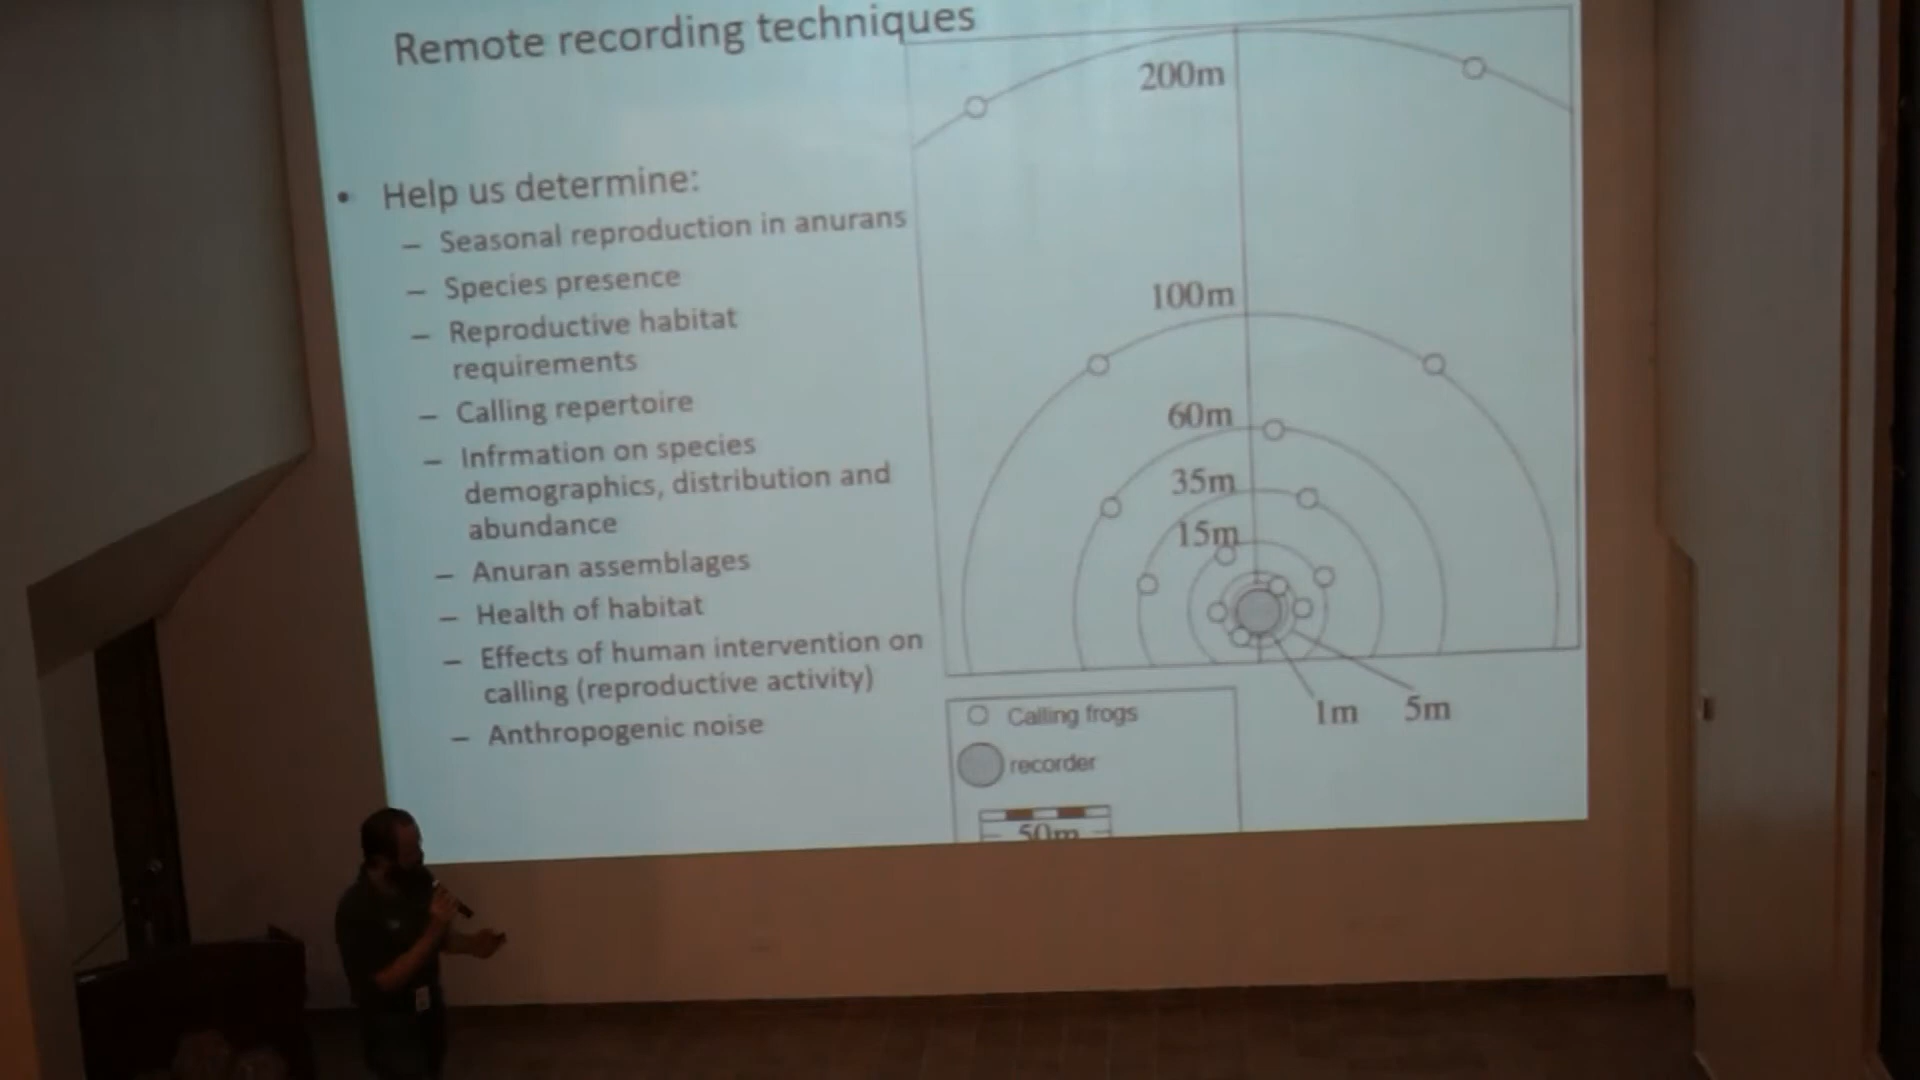 Remote recording techniques
• Help us determine:
– Seasonal reproduction in anurans
– Species presence
– Reproductive habitat
requirements
– Calling repertoire
– Infrmation on species
demographics, distribution and
abundance
– Anuran assemblages
– Health of habitat
– Effects of human intervention on
calling (reproductive activity)
– Anthropogenic noise
200m
100m
60m
35m
15m
1m 5m
Calling frogs
recorder
50m